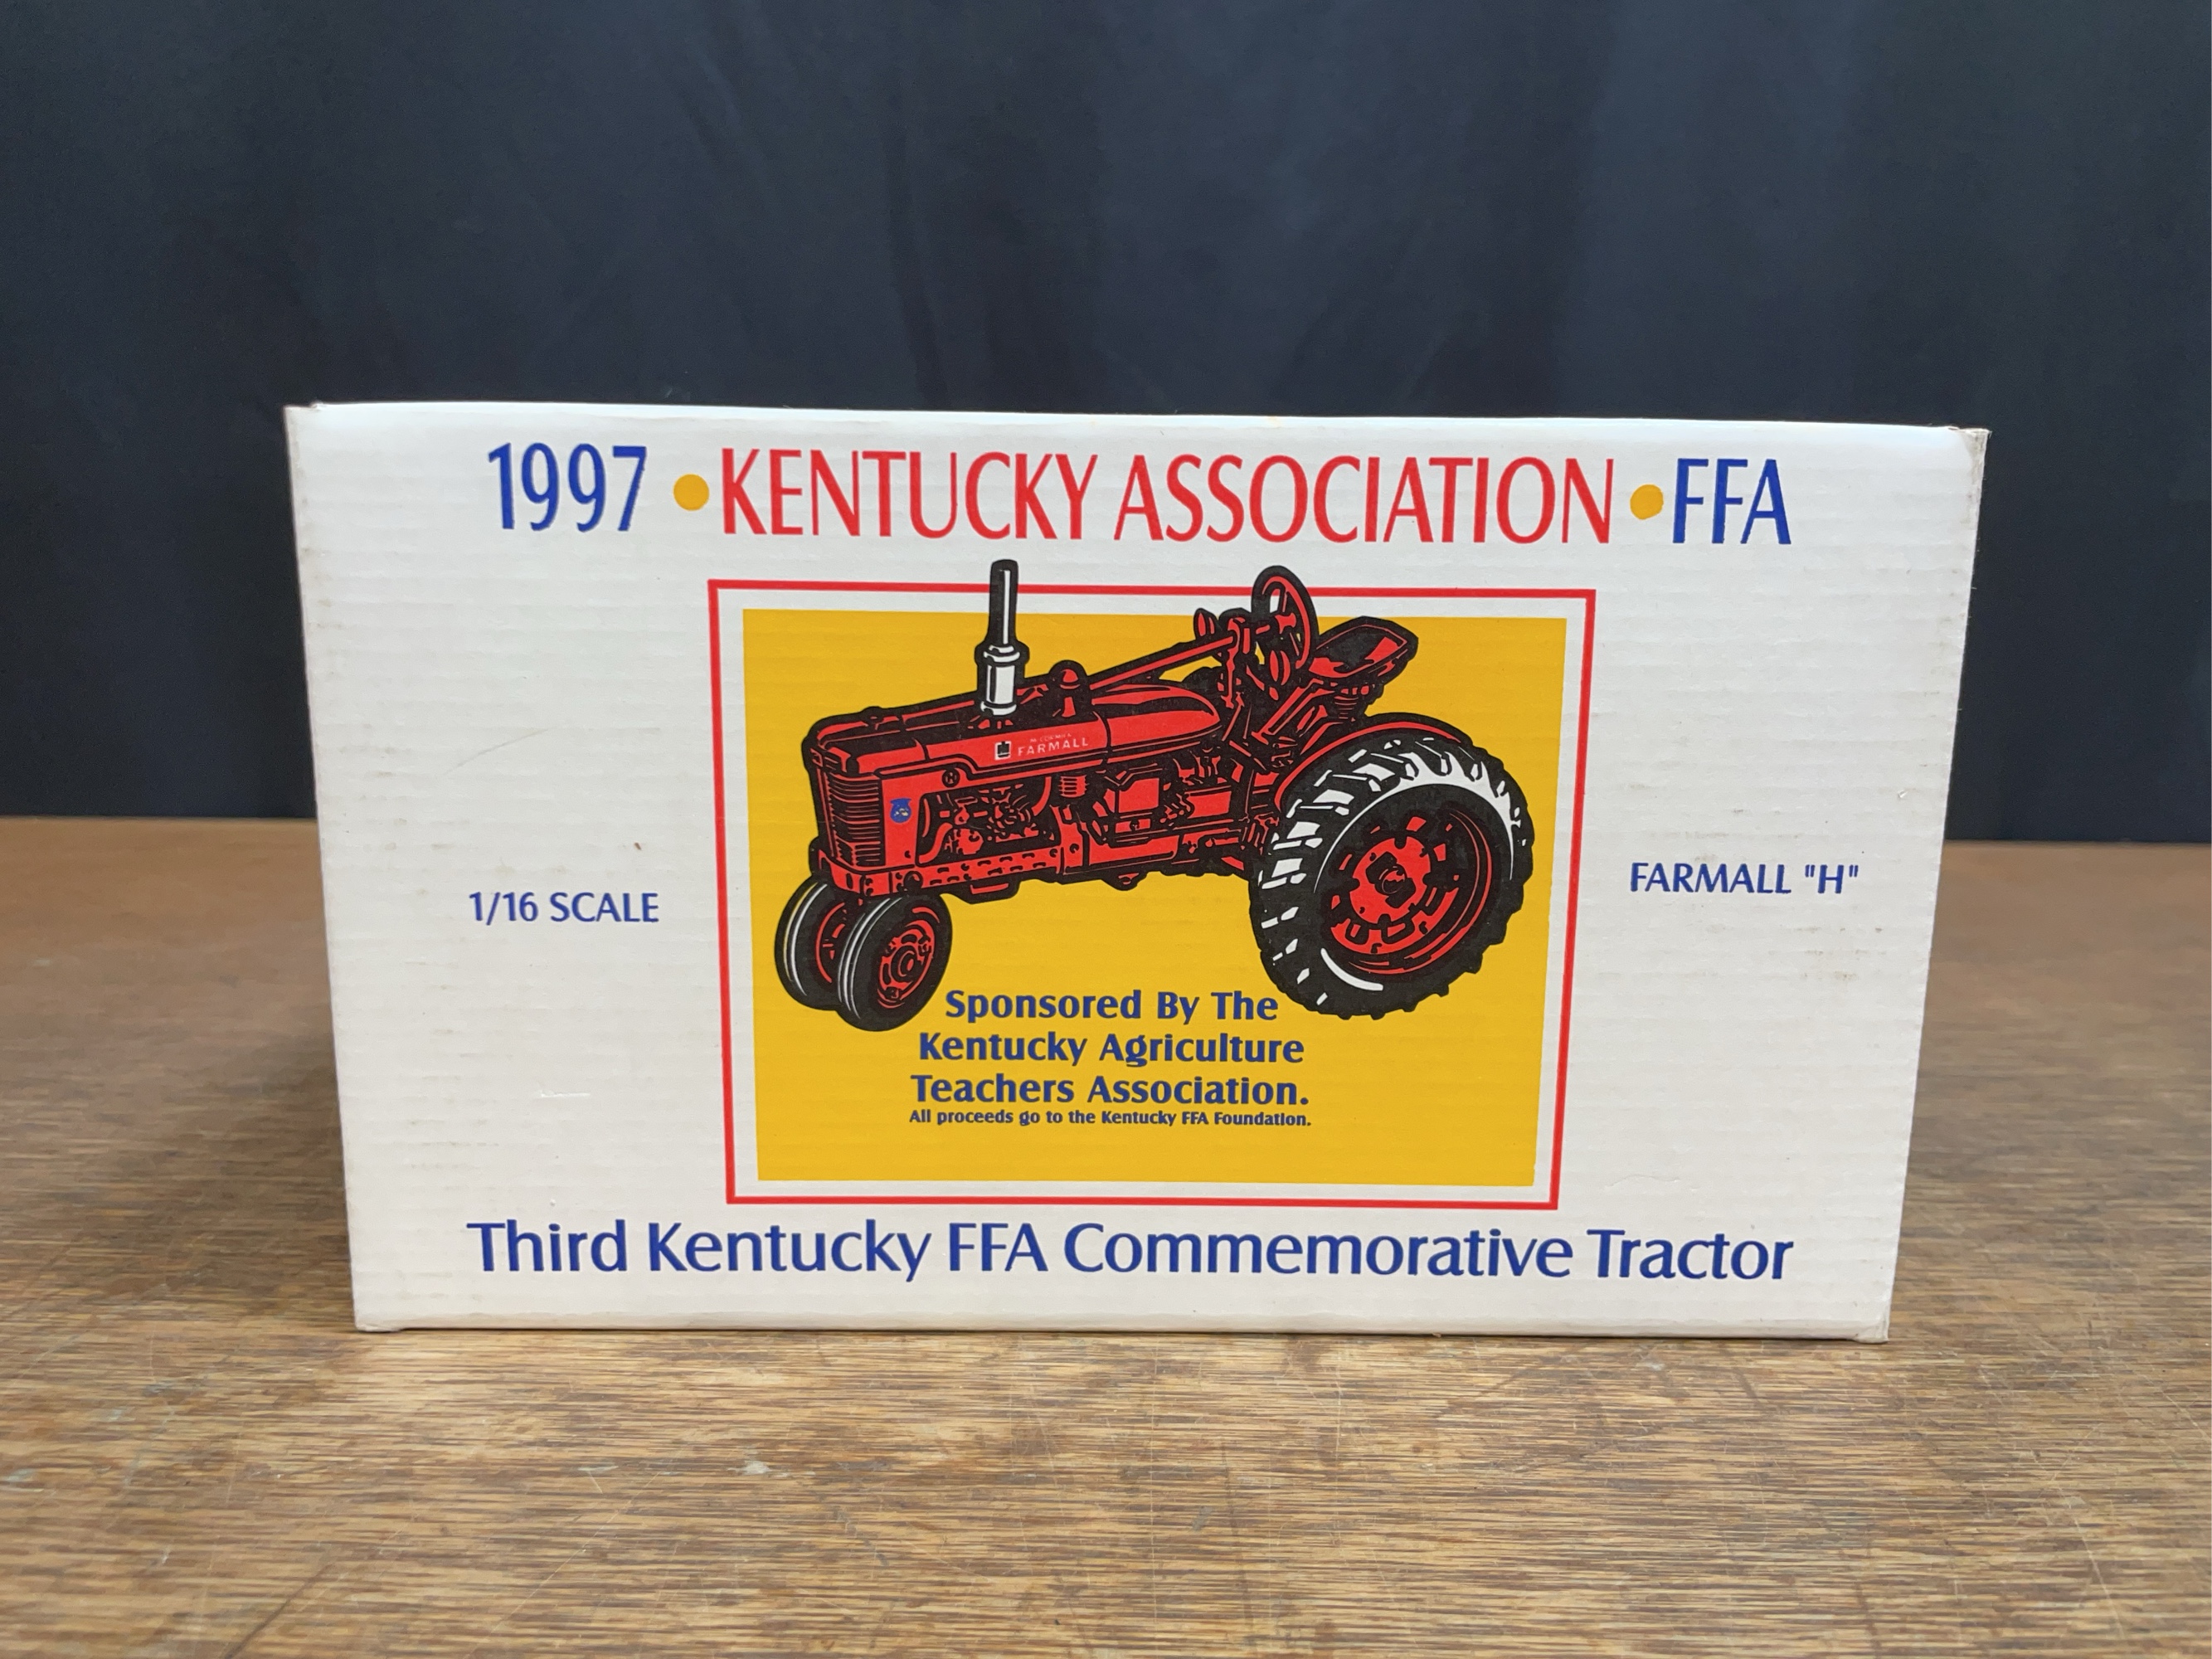 1997 • KENTUCKY ASSOCIATION • FFA
McCORMICK
FARMALL
1/16 SCALE
FARMALL "H"
Sponsored By The
Kentucky Agriculture
Teachers Association.
All proceeds go to the Kentucky FFA Foundation.
Third Kentucky FFA Commemorative Tractor